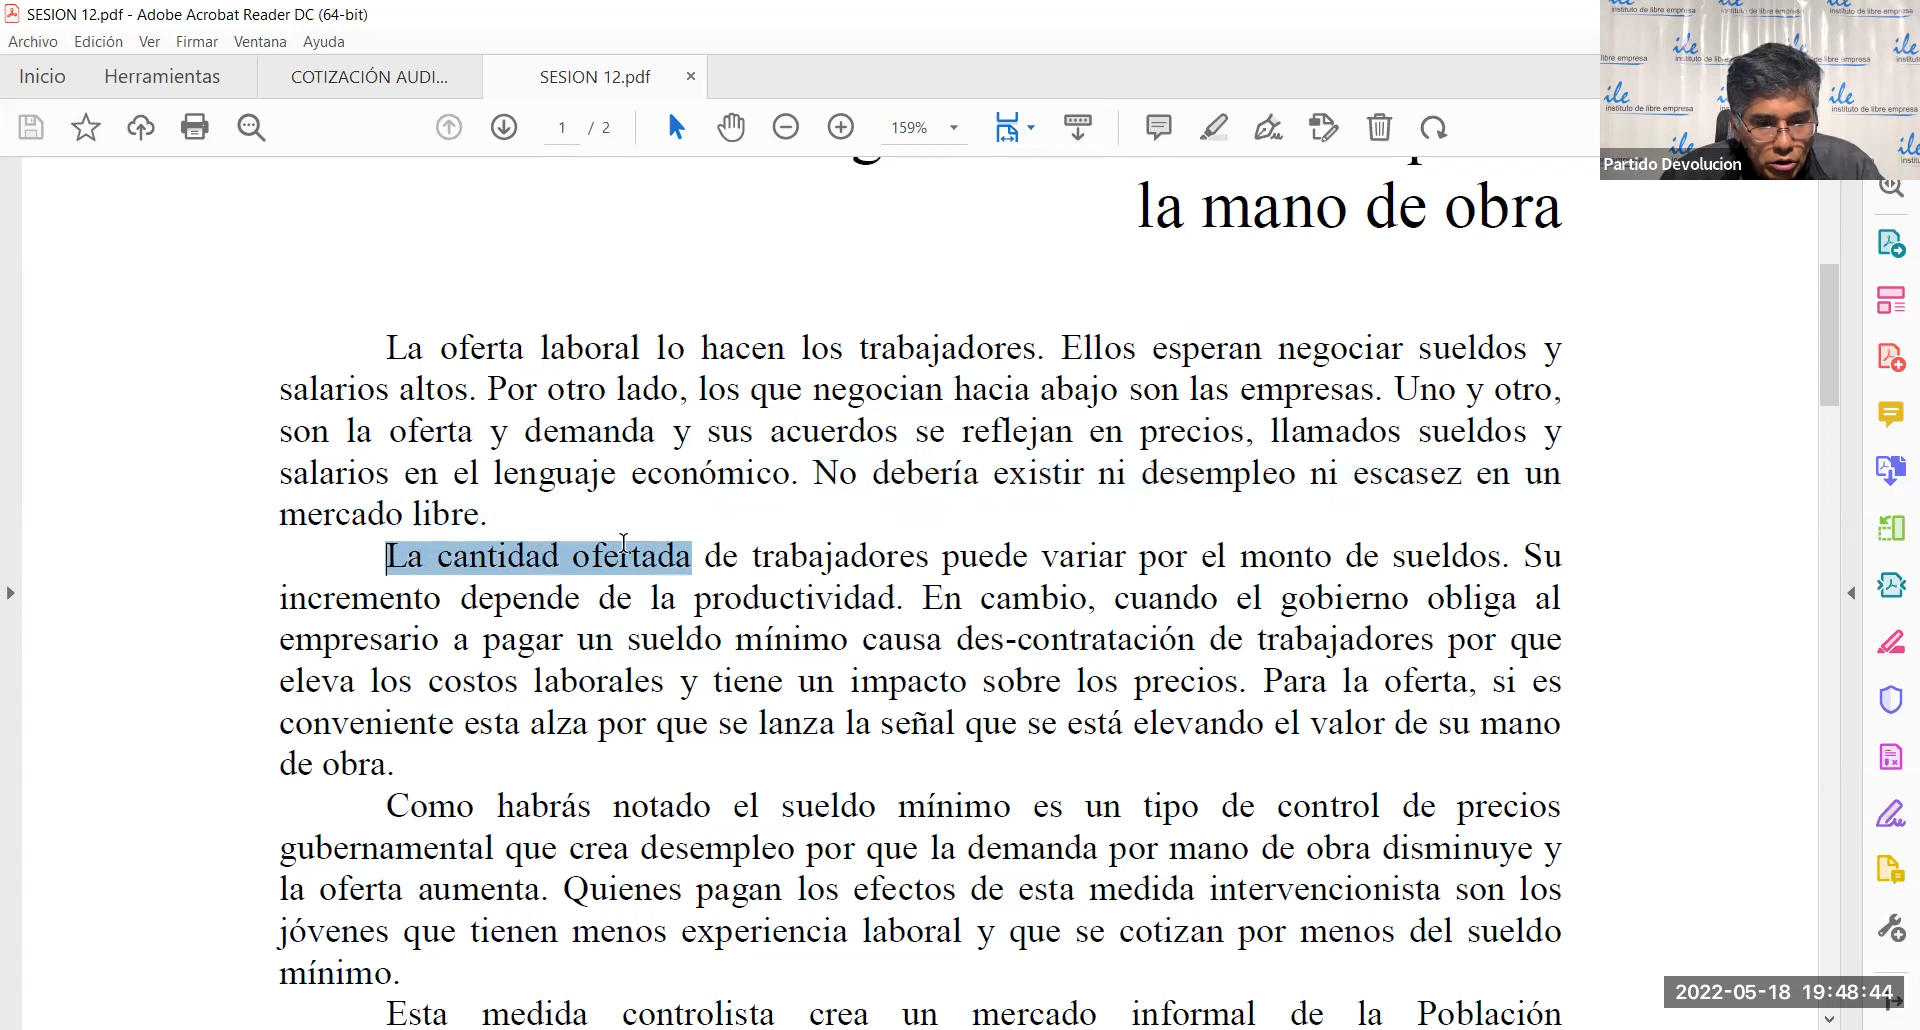 SESION 12.pdf - Adobe Acrobat Reader DC (64-bit)
Archivo Edición Ver Firmar Ventana Ayuda
Inicio Herramientas COTIZACIÓN AUDI... SESION 12.pdf ×
1 / 2 159%
la mano de obra
La oferta laboral lo hacen los trabajadores. Ellos esperan negociar sueldos y
salarios altos. Por otro lado, los que negocian hacia abajo son las empresas. Uno y otro,
son la oferta y demanda y sus acuerdos se reflejan en precios, llamados sueldos y
salarios en el lenguaje económico. No debería existir ni desempleo ni escasez en un
mercado libre.
La cantidad ofertada de trabajadores puede variar por el monto de sueldos. Su
incremento depende de la productividad. En cambio, cuando el gobierno obliga al
empresario a pagar un sueldo mínimo causa des-contratación de trabajadores por que
eleva los costos laborales y tiene un impacto sobre los precios. Para la oferta, si es
conveniente esta alza por que se lanza la señal que se está elevando el valor de su mano
de obra.
Como habrás notado el sueldo mínimo es un tipo de control de precios
gubernamental que crea desempleo por que la demanda por mano de obra disminuye y
la oferta aumenta. Quienes pagan los efectos de esta medida intervencionista son los
jóvenes que tienen menos experiencia laboral y que se cotizan por menos del sueldo
mínimo.
Esta medida controlista crea un mercado informal de la Población
ile
instituto de libre empresa
Partido Devolucion
2022-05-18 19:48:44